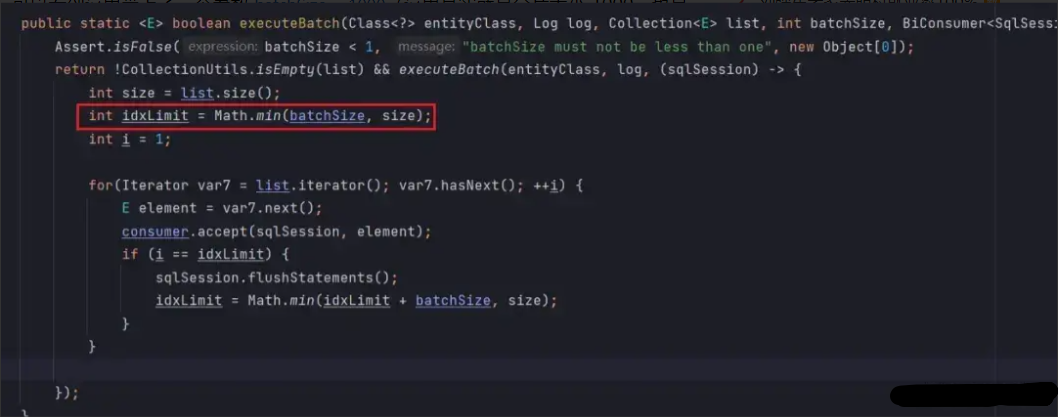 public static <E> boolean executeBatch(Class<?> entityClass, Log log, Collection<E> list, int batchSize, BiConsumer<SqlSess
Assert.isFalse( expression: batchSize < 1, message: "batchSize must not be less than one", new Object[0]);
return !CollectionUtils.isEmpty(list) && executeBatch(entityClass, log, (sqlSession) -> {
int size = list.size();
int idxLimit = Math.min(batchSize, size);
int i = 1;
for(Iterator var7 = list.iterator(); var7.hasNext(); ++i) {
E element = var7.next();
consumer.accept(sqlSession, element);
if (i == idxLimit) {
sqlSession.flushStatements();
idxLimit = Math.min(idxLimit + batchSize, size);
}
}
});
}